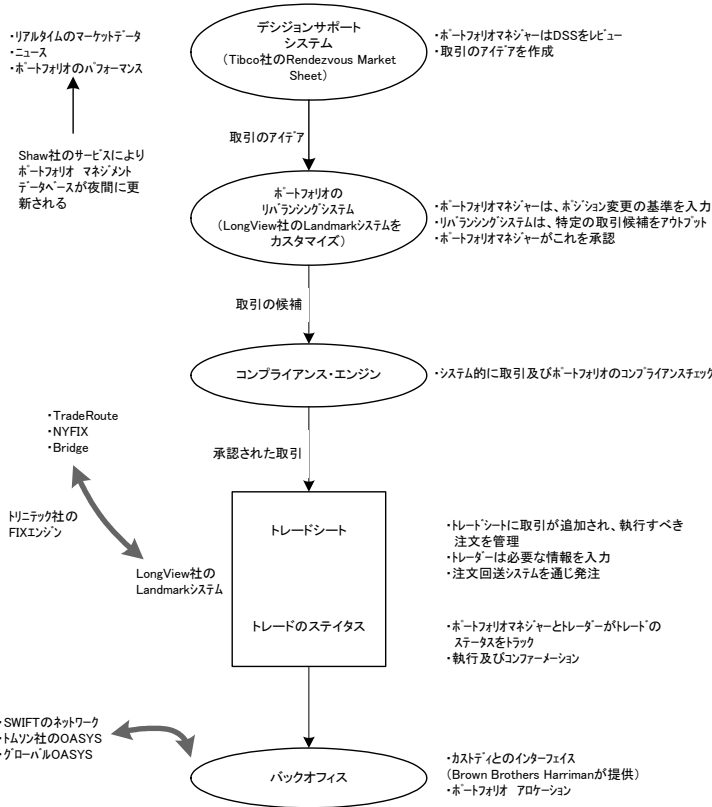 ・リアルタイムのマーケットデータ
・ニュース
・ポートフォリオのパフォーマンス
デシジョンサポート
システム
（Tibco社のRendezvous Market
Sheet）
・ポートフォリオマネジャーはDSSをレビュー
・取引のアイデアを作成
取引のアイデア
Shaw社のサービスにより
ポートフォリオ マネジメント
データベースが夜間に更
新される
ポートフォリオの
リバランシングシステム
（LongView社のLandmarkシステムを
カスタマイズ）
・ポートフォリオマネジャーは、ポジション変更の基準を入力
・リバランシングシステムは、特定の取引候補をアウトプット
・ポートフォリオマネジャーがこれを承認
取引の候補
コンプライアンス・エンジン
・システム的に取引及びポートフォリオのコンプライアンスチェック
・TradeRoute
・NYFIX
・Bridge
承認された取引
トリニテック社の
FIXエンジン
LongView社の
Landmarkシステム
トレードシート
・トレードシートに取引が追加され、執行すべき
注文を管理
・トレーダーは必要な情報を入力
・注文回送システムを通じ発注
トレードのステイタス
・ポートフォリオマネジャーとトレーダーがトレードの
ステータスをトラック
・執行及びコンファーメーション
・SWIFTのネットワーク
・トムソン社のOASYS
・グローバルOASYS
バックオフィス
・カストディとのインターフェイス
（Brown Brothers Harrimanが提供）
・ポートフォリオ アロケーション